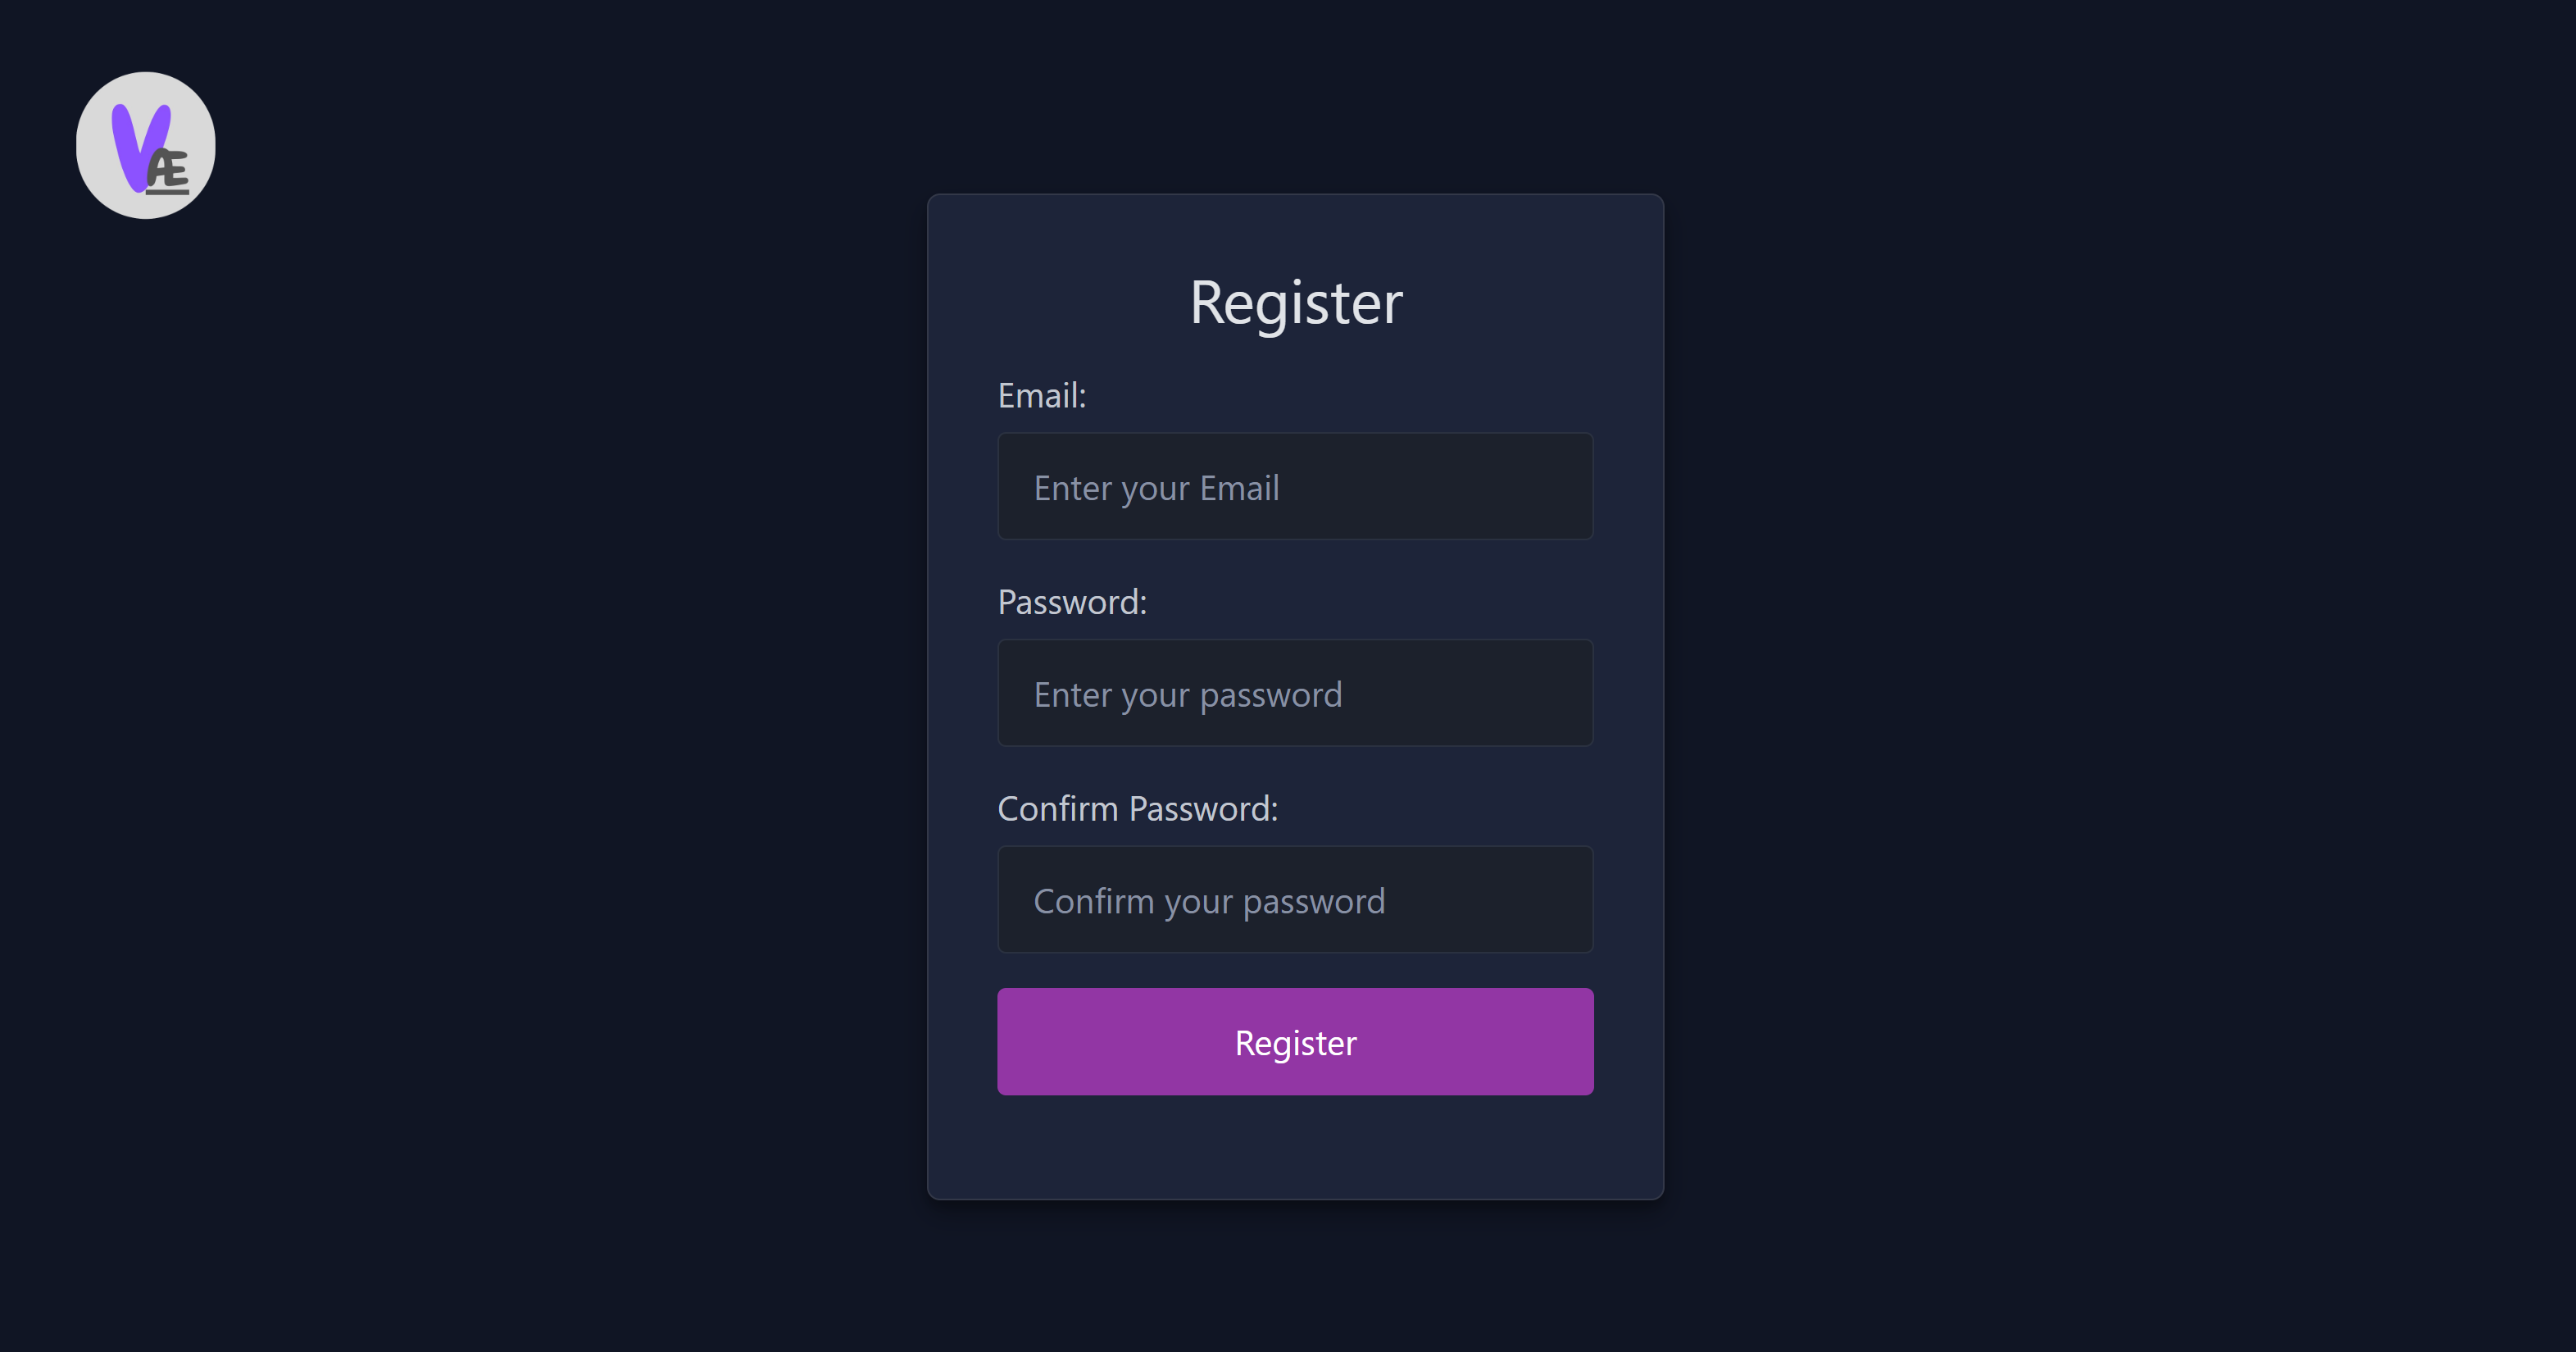 VÆ
Register
Email:
Enter your Email
Password:
Enter your password
Confirm Password:
Confirm your password
Register